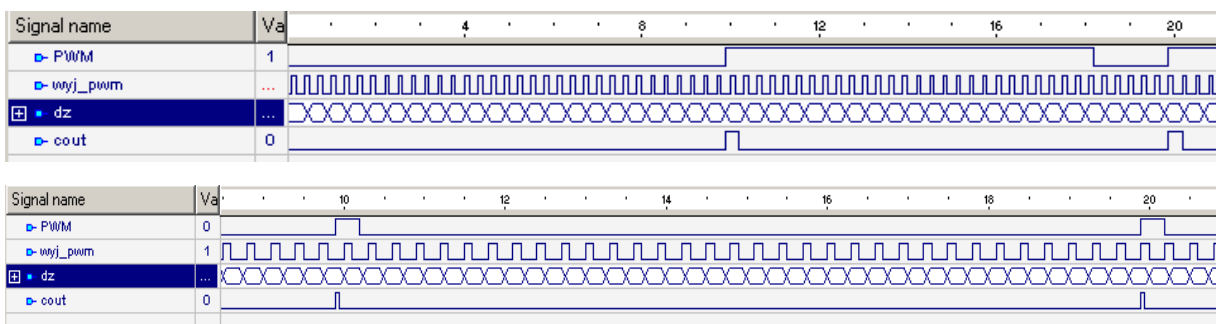 Signal name Va 4 8 12 16 20
PWM 1
wyj_pwm ...
dz ...
cout 0
Signal name Va 10 12 14 16 18 20
PWM 0
wyj_pwm 1
dz ...
cout 0